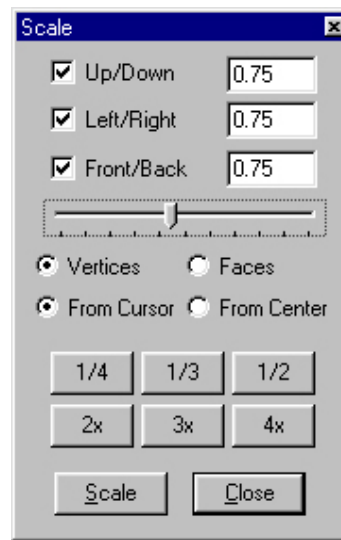 Scale
Up/Down 0.75
Left/Right 0.75
Front/Back 0.75
Vertices Faces
From Cursor From Center
1/4 1/3 1/2
2x 3x 4x
Scale Close